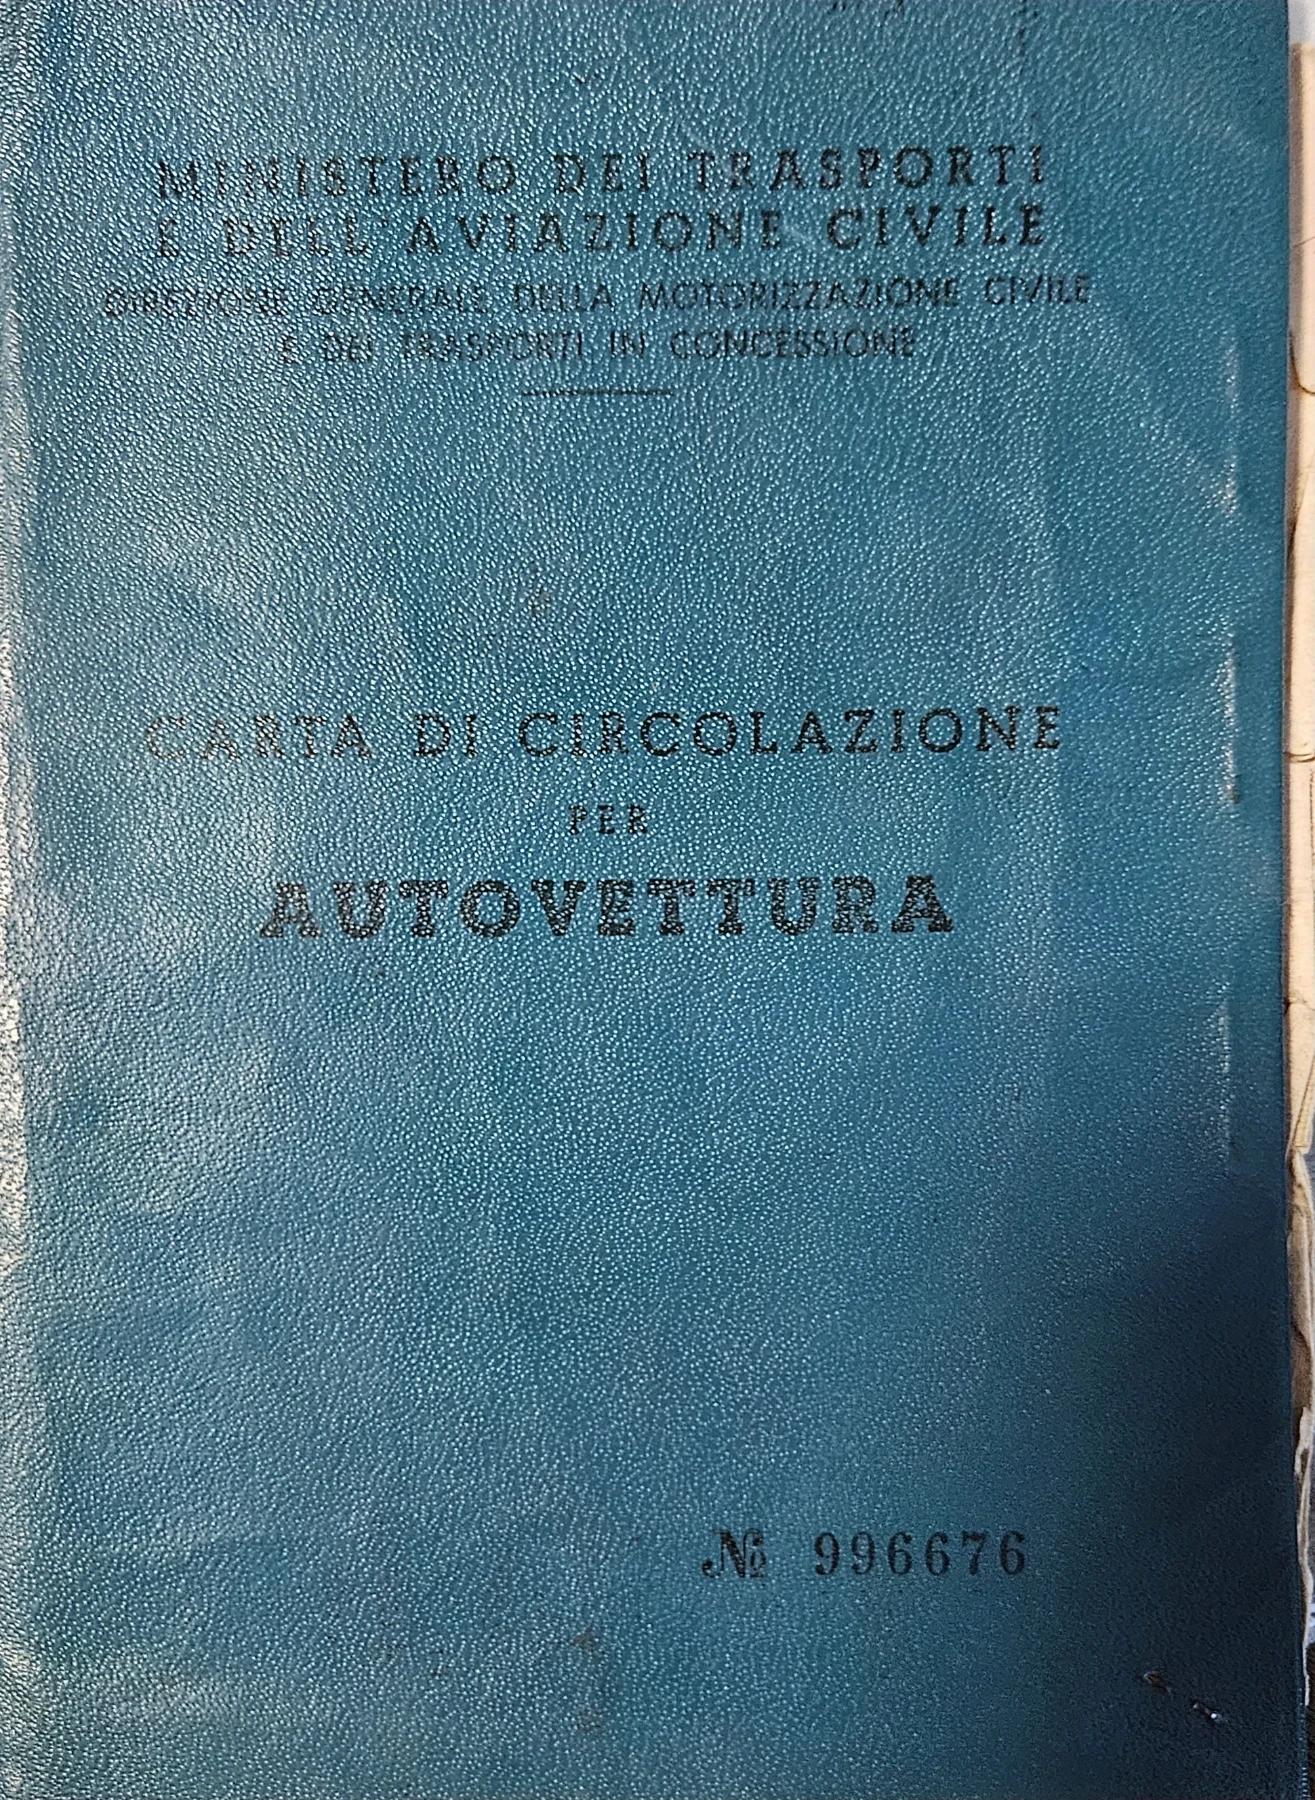 MINISTERO DEI TRASPORTI
E DELL'AVIAZIONE CIVILE
DIREZIONE GENERALE DELLA MOTORIZZAZIONE CIVILE
E DEI TRASPORTI IN CONCESSIONE
CARTA DI CIRCOLAZIONE
PER
AUTOVETTURA
№ 996676